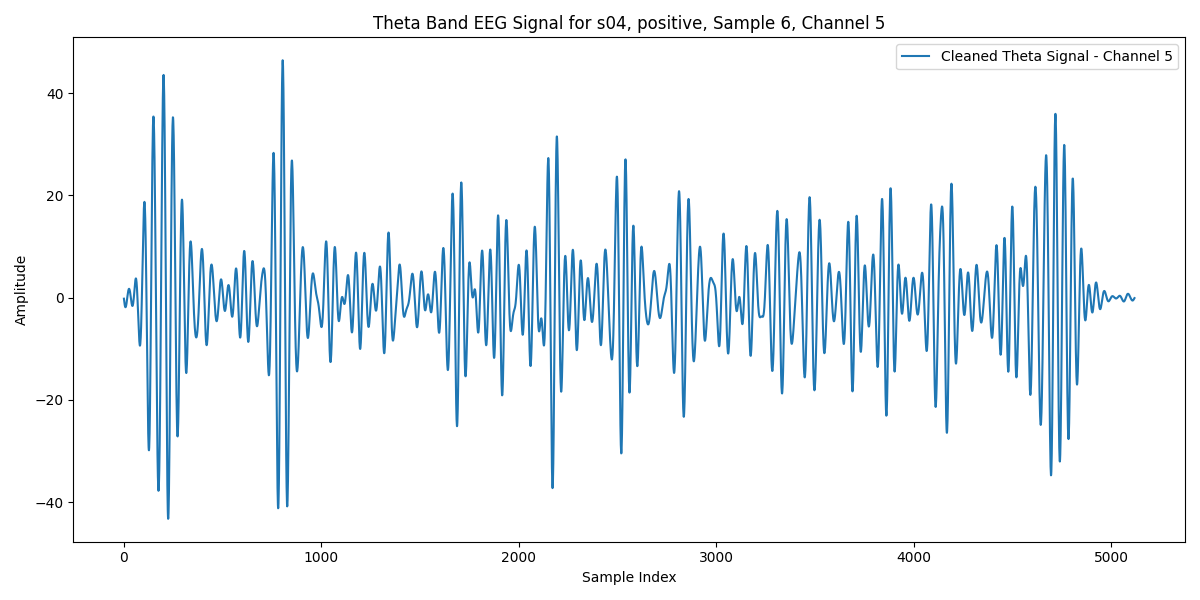 Theta Band EEG Signal for s04, positive, Sample 6, Channel 5
Cleaned Theta Signal - Channel 5
Amplitude
40
20
0
−20
−40
0 1000 2000 3000 4000 5000
Sample Index